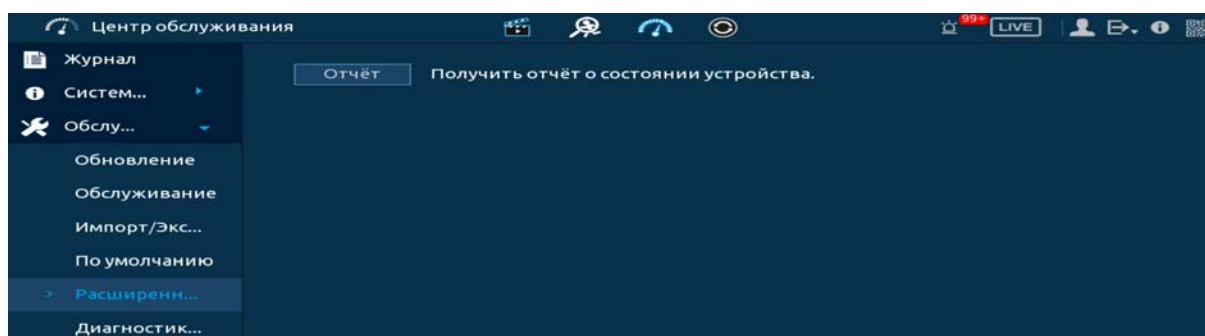 Центр обслуживания
99+
LIVE
Журнал
Отчёт Получить отчёт о состоянии устройства.
Систем...
Обслу...
Обновление
Обслуживание
Импорт/Экс...
По умолчанию
> Расширенн...
Диагностик...